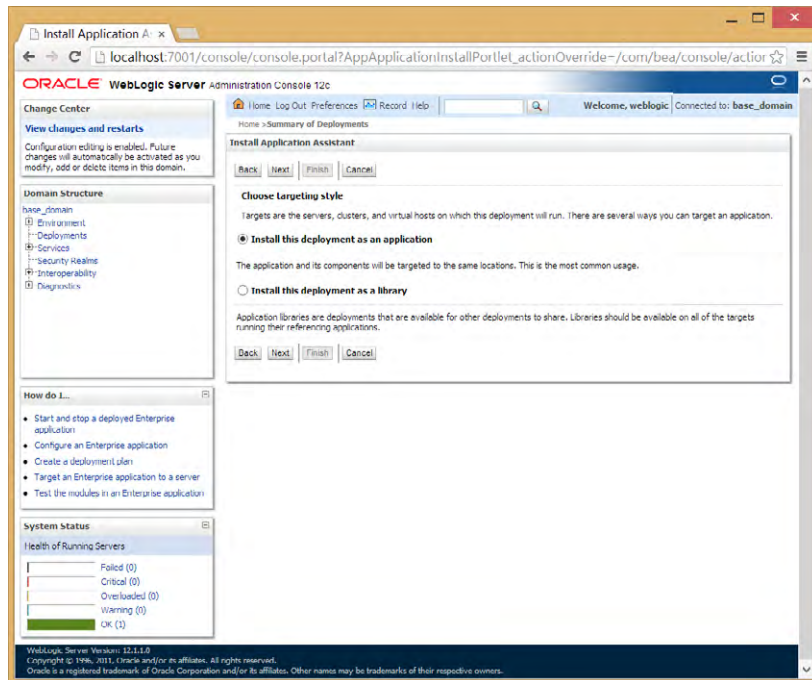 Install Application A
localhost:7001/console/console.portal?AppApplicationInstallPortlet_actionOverride=/com/bea/console/action
ORACLE WebLogic Server Administration Console 12c
Change Center
View changes and restarts
Configuration editing is enabled. Future
changes will automatically be activated as you
modify, add or delete items in this domain.
Domain Structure
base_domain
Environment
Deployments
Services
Security Realms
Interoperability
Diagnostics
How do I...
Start and stop a deployed Enterprise
application
Configure an Enterprise application
Create a deployment plan
Target an Enterprise application to a server
Test the modules in an Enterprise application
System Status
Health of Running Servers
Failed (0)
Critical (0)
Overloaded (0)
Warning (0)
OK (1)
Home Log Out Preferences Record Help
Welcome, weblogic Connected to: base_domain
Home >Summary of Deployments
Install Application Assistant
Back Next Finish Cancel
Choose targeting style
Targets are the servers, clusters, and virtual hosts on which this deployment will run. There are several ways you can target an application.
Install this deployment as an application
The application and its components will be targeted to the same locations. This is the most common usage.
Install this deployment as a library
Application libraries are deployments that are available for other deployments to share. Libraries should be available on all of the targets
running their referencing applications.
Back Next Finish Cancel
WebLogic Server Version: 12.1.1.0
Copyright © 1996, 2011, Oracle and/or its affiliates. All rights reserved.
Oracle is a registered trademark of Oracle Corporation and/or its affiliates. Other names may be trademarks of their respective owners.